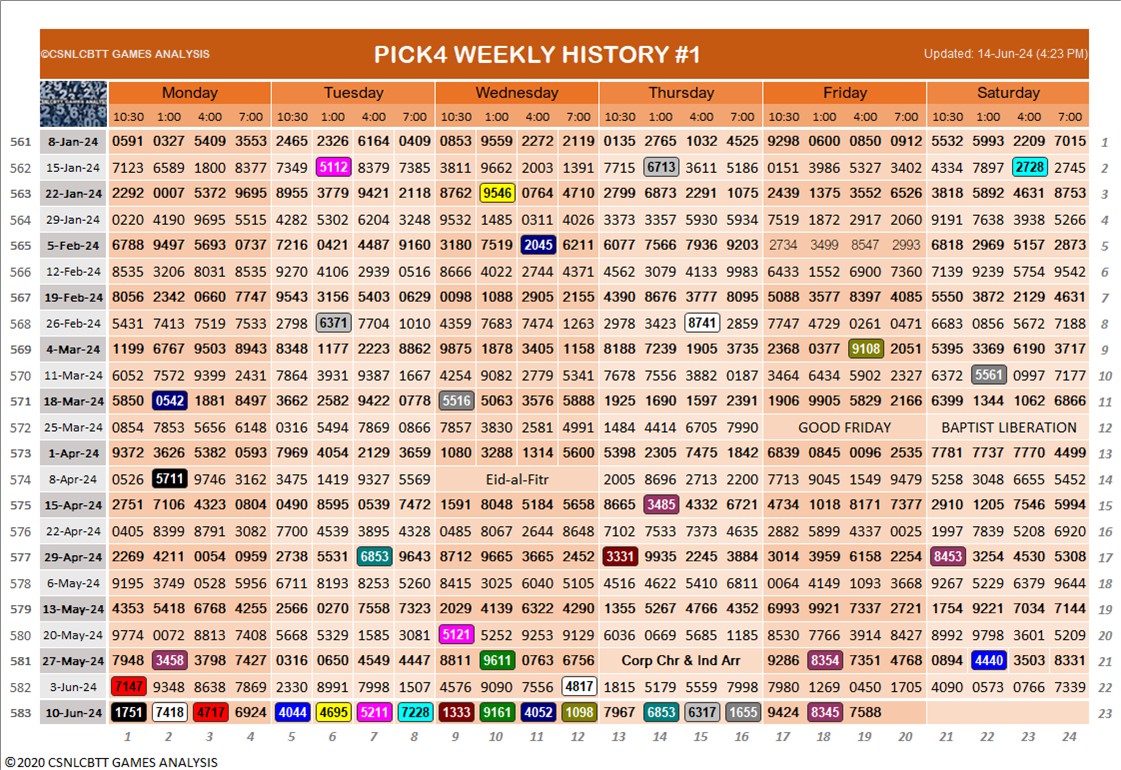 ©CSNLCBTT GAMES ANALYSIS PICK4 WEEKLY HISTORY #1 Updated: 14-Jun-24 (4:23 PM)
Monday Tuesday Wednesday Thursday Friday Saturday
10:30 1:00 4:00 7:00 10:30 1:00 4:00 7:00 10:30 1:00 4:00 7:00 10:30 1:00 4:00 7:00 10:30 1:00 4:00 7:00 10:30 1:00 4:00 7:00
561 8-Jan-24 0591 0327 5409 3553 2465 2326 6164 0409 0853 9559 2272 2119 0135 2765 1032 4525 9298 0600 0850 0912 5532 5993 2209 7015 1
562 15-Jan-24 7123 6589 1800 8377 7349 5112 8379 7385 3811 9662 2003 1391 7715 6713 3611 5186 0151 3986 5327 3402 4334 7897 2728 2745 2
563 22-Jan-24 2292 0007 5372 9695 8955 3779 9421 2118 8762 9546 0764 4710 2799 6873 2291 1075 2439 1375 3552 6526 3818 5892 4631 8753 3
564 29-Jan-24 0220 4190 9695 5515 4282 5302 6204 3248 9532 1485 0311 4026 3373 3357 5930 5934 7519 1872 2917 2060 9191 7638 3938 5266 4
565 5-Feb-24 6788 9497 5693 0737 7216 0421 4487 9160 3180 7519 2045 6211 6077 7566 7936 9203 2734 3499 8547 2993 6818 2969 5157 2873 5
566 12-Feb-24 8535 3206 8031 8535 9270 4106 2939 0516 8666 4022 2744 4371 4562 3079 4133 9983 6433 1552 6900 7360 7139 9239 5754 9542 6
567 19-Feb-24 8056 2342 0660 7747 9543 3156 5403 0629 0098 1088 2905 2155 4390 8676 3777 8095 5088 3577 8397 4085 5550 3872 2129 4631 7
568 26-Feb-24 5431 7413 7519 7533 2798 6371 7704 1010 4359 7683 7474 1263 2978 3423 8741 2859 7747 4729 0261 0471 6683 0856 5672 7188 8
569 4-Mar-24 1199 6767 9503 8943 8348 1177 2223 8862 9875 1878 3405 1158 8188 7239 1905 3735 2368 0377 9108 2051 5395 3369 6190 3717 9
570 11-Mar-24 6052 7572 9399 2431 7864 3931 9387 1667 4254 9082 2779 5341 7678 7556 3882 0187 3464 6434 5902 2327 6372 5561 0997 7177 10
571 18-Mar-24 5850 0542 1881 8497 3662 2582 9422 0778 5516 5063 3576 5888 1925 1690 1597 2391 1906 9905 5829 2166 6399 1344 1062 6866 11
572 25-Mar-24 0854 7853 5656 6148 0316 5494 7869 0866 7857 3830 2581 4991 1484 4414 6705 7990 GOOD FRIDAY BAPTIST LIBERATION 12
573 1-Apr-24 9372 3626 5382 0593 7969 4054 2129 3659 1080 3288 1314 5600 5398 2305 7475 1842 6839 0845 0096 2535 7781 7737 7770 4499 13
574 8-Apr-24 0526 5711 9746 3162 3475 1419 9327 5569 Eid-al-Fitr 2005 8696 2713 2200 7713 9045 1549 9479 5258 3048 6655 5452 14
575 15-Apr-24 2751 7106 4323 0804 0490 8595 0539 7472 1591 8048 5184 5658 8665 3485 4332 6721 4734 1018 8171 7377 2910 1205 7546 5994 15
576 22-Apr-24 0405 8399 8791 3082 7700 4539 3895 4328 0485 8067 2644 8648 7102 7533 7373 4635 2882 5899 4337 0025 1997 7839 5208 6920 16
577 29-Apr-24 2269 4211 0054 0959 2738 5531 6853 9643 8712 9665 3665 2452 3331 9935 2245 3884 3014 3959 6158 2254 8453 3254 4530 5308 17
578 6-May-24 9195 3749 0528 5956 6711 8193 8253 5260 8415 3025 6040 5105 4516 4622 5410 6811 0064 4149 1093 3668 9267 5229 6379 9644 18
579 13-May-24 4353 5418 6768 4255 2566 0270 7558 7323 2029 4139 6322 4290 1355 5267 4766 4352 6993 9921 7337 2721 1754 9221 7034 7144 19
580 20-May-24 9774 0072 8813 7408 5668 5329 1585 3081 5121 5252 9253 9129 6036 0669 5685 1185 8530 7766 3914 8427 8992 9798 3601 5209 20
581 27-May-24 7948 3458 3798 7427 0316 0650 4549 4447 8811 9611 0763 6756 Corp Chr & Ind Arr 9286 8354 7351 4768 0894 4440 3503 8331 21
582 3-Jun-24 7147 9348 8638 7869 2330 8991 7998 1507 4576 9090 7556 4817 1815 5179 5559 7998 7980 1268 0450 1705 4090 0573 0766 7339 22
583 10-Jun-24 1751 7418 4717 6924 4044 4695 5211 7228 1333 9161 4052 1098 7967 6853 6317 1655 9424 8345 7588 23
1 2 3 4 5 6 7 8 9 10 11 12 13 14 15 16 17 18 19 20 21 22 23 24
©2020 CSNLCBTT GAMES ANALYSIS